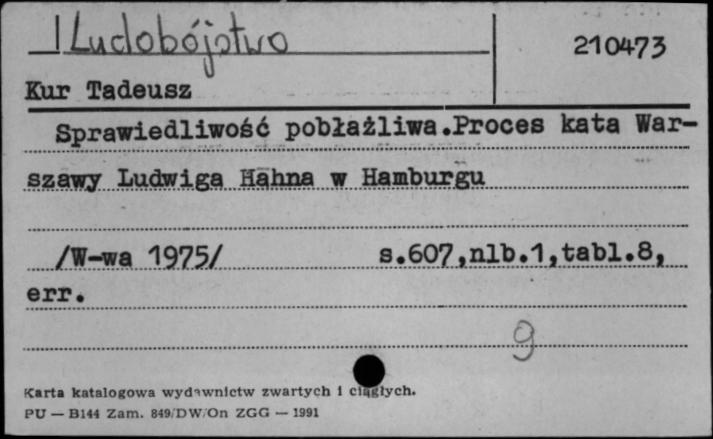 I Ludobójstwo
210473
Kur Tadeusz
Sprawiedliwość pobłażliwa.Proces kata War-
szawy Ludwiga Hahna w Hamburgu
/W-wa 1975/ s.607,nlb.1,tabl.8,
err.
9
Karta katalogowa wydawnictw zwartych i ciągłych.
PU — B144 Zam. 849/DW/On ZGG — 1991